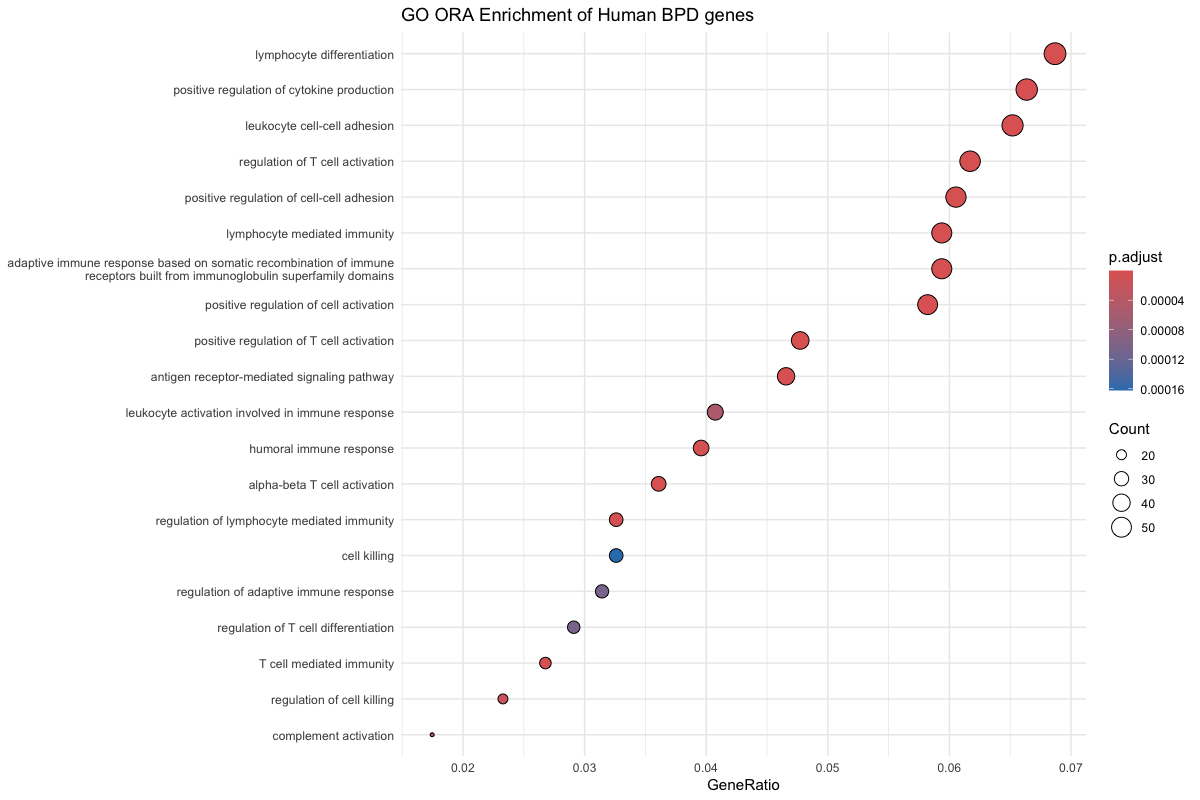 GO ORA Enrichment of Human BPD genes
lymphocyte differentiation
positive regulation of cytokine production
leukocyte cell-cell adhesion
regulation of T cell activation
positive regulation of cell-cell adhesion
lymphocyte mediated immunity
adaptive immune response based on somatic recombination of immune
receptors built from immunoglobulin superfamily domains
positive regulation of cell activation
positive regulation of T cell activation
antigen receptor-mediated signaling pathway
leukocyte activation involved in immune response
humoral immune response
alpha-beta T cell activation
regulation of lymphocyte mediated immunity
cell killing
regulation of adaptive immune response
regulation of T cell differentiation
T cell mediated immunity
regulation of cell killing
complement activation
0.02 0.03 0.04 0.05 0.06 0.07
GeneRatio
p.adjust
0.00004
0.00008
0.00012
0.00016
Count
20
30
40
50